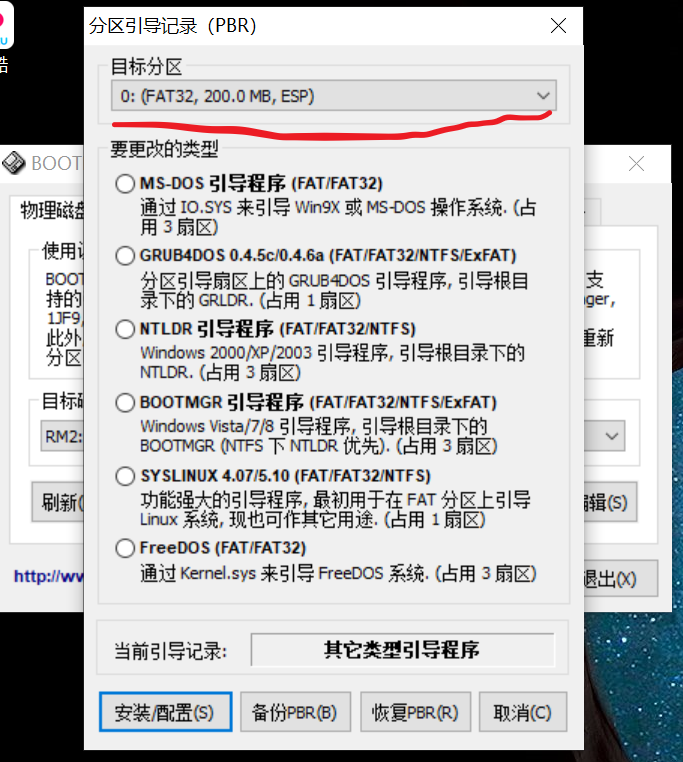 酷
分区引导记录（PBR）
目标分区
0: (FAT32, 200.0 MB, ESP)
要更改的类型
MS-DOS 引导程序 (FAT/FAT32)
通过 IO.SYS 来引导 Win9X 或 MS-DOS 操作系统. (占
用 3 扇区)
GRUB4DOS 0.4.5c/0.4.6a (FAT/FAT32/NTFS/ExFAT)
分区引导扇区上的 GRUB4DOS 引导程序, 引导根目
录下的 GRLDR. (占用 1 扇区)
NTLDR 引导程序 (FAT/FAT32/NTFS)
Windows 2000/XP/2003 引导程序, 引导根目录下的
NTLDR. (占用 3 扇区)
BOOTMGR 引导程序 (FAT/FAT32/NTFS/ExFAT)
Windows Vista/7/8 引导程序, 引导根目录下的
BOOTMGR (NTFS 下 NTLDR 优先). (占用 3 扇区)
SYSLINUX 4.07/5.10 (FAT/FAT32/NTFS)
功能强大的引导程序, 最初用于在 FAT 分区上引导
Linux 系统, 现也可作其它用途. (占用 1 扇区)
FreeDOS (FAT/FAT32)
通过 Kernel.sys 来引导 FreeDOS 系统. (占用 3 扇区)
当前引导记录:
其它类型引导程序
安装/配置(S)
备份PBR(B)
恢复PBR(R)
取消(C)
BOOT
物理磁盘
使用说
BOOT
支
持的
ager,
1JF9,
此外
重新
分区
目标磁
RM2:
刷新(
编辑(S)
http://ww
退出(X)